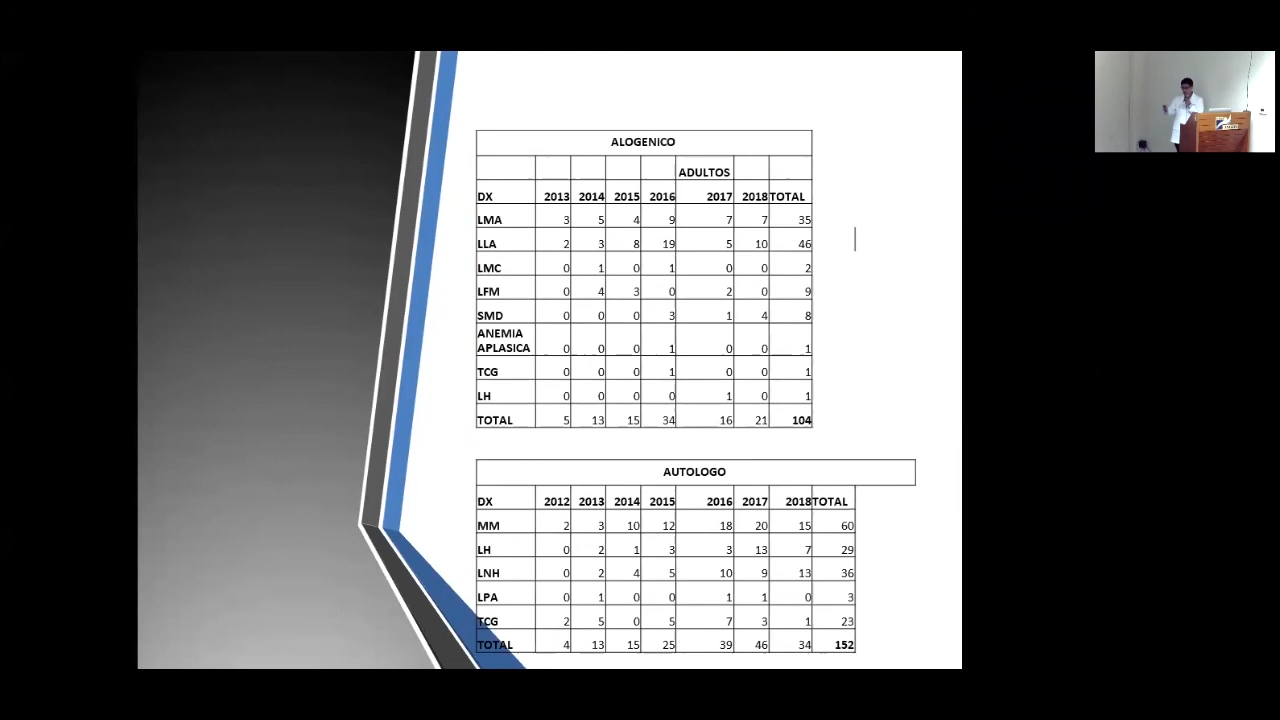 ALOGENICO
ADULTOS
DX 2013 2014 2015 2016 2017 2018 TOTAL
LMA 3 5 4 9 7 7 35
LLA 2 3 8 19 5 10 46
LMC 0 1 0 1 0 0 2
LFM 0 4 3 0 2 0 9
SMD 0 0 0 3 1 4 8
ANEMIA
APLASICA 0 0 0 1 0 0 1
TCG 0 0 0 1 0 0 1
LH 0 0 0 0 1 0 1
TOTAL 5 13 15 34 16 21 104
AUTOLOGO
DX 2012 2013 2014 2015 2016 2017 2018 TOTAL
MM 2 3 10 12 18 20 15 60
LH 0 2 1 3 3 13 7 29
LNH 0 2 4 5 10 9 13 36
LPA 0 1 0 0 1 1 0 3
TCG 2 5 0 5 7 3 1 23
TOTAL 4 13 15 25 39 46 34 152